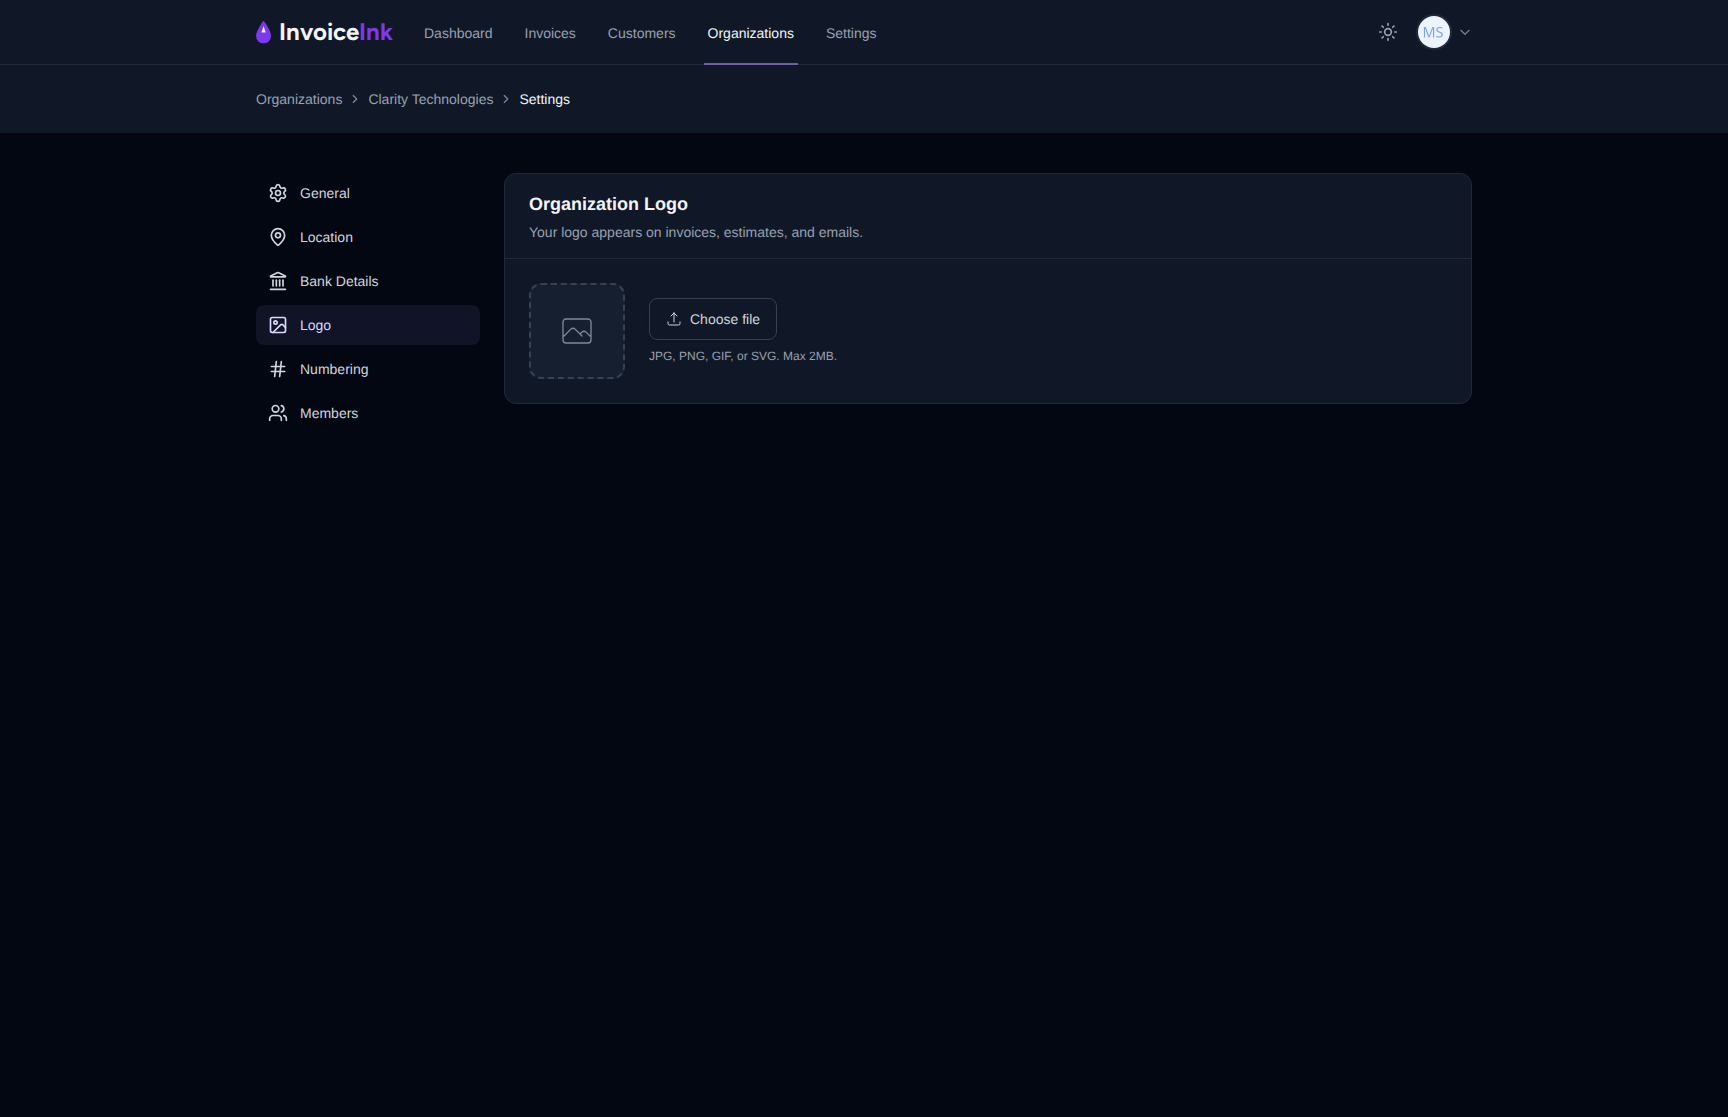 InvoiceInk Dashboard Invoices Customers Organizations Settings MS
Organizations Clarity Technologies Settings
General
Location
Bank Details
Logo
Numbering
Members
Organization Logo
Your logo appears on invoices, estimates, and emails.
Choose file
JPG, PNG, GIF, or SVG. Max 2MB.